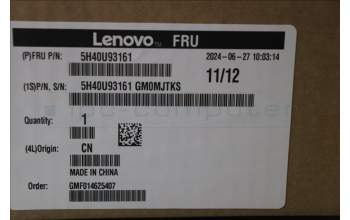 Lenovo™ FRU
(P)FRU P/N: 5H40U93161 2024-06-27 10:03:14
11/12
(1S)P/N, S/N: 5H40U93161 GM0MJTKS
Quantity: 1
(4L)Origin: CN
MADE IN CHINA
Order: GMF014625407